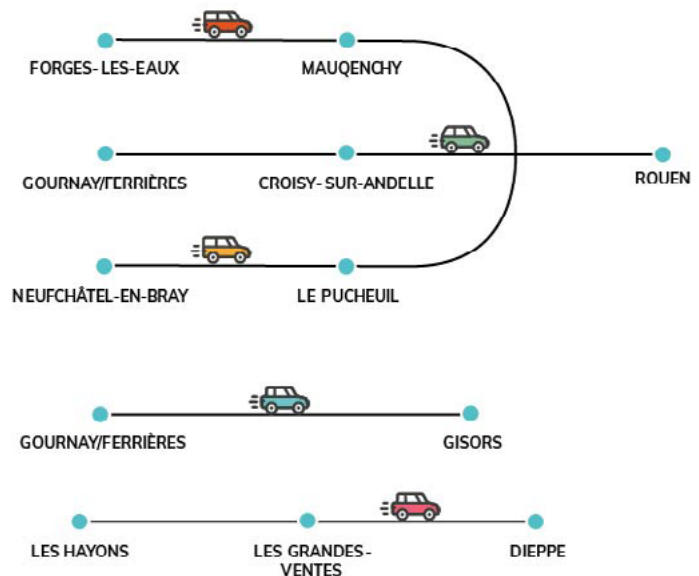 FORGES-LES-EAUX MAUQENCHY
GOURNAY/FERRIÈRES CROISY-SUR-ANDELLE ROUEN
NEUFCHÂTEL-EN-BRAY LE PUCHEUIL
GOURNAY/FERRIÈRES GISORS
LES HAYONS LES GRANDES- DIEPPE
VENTES